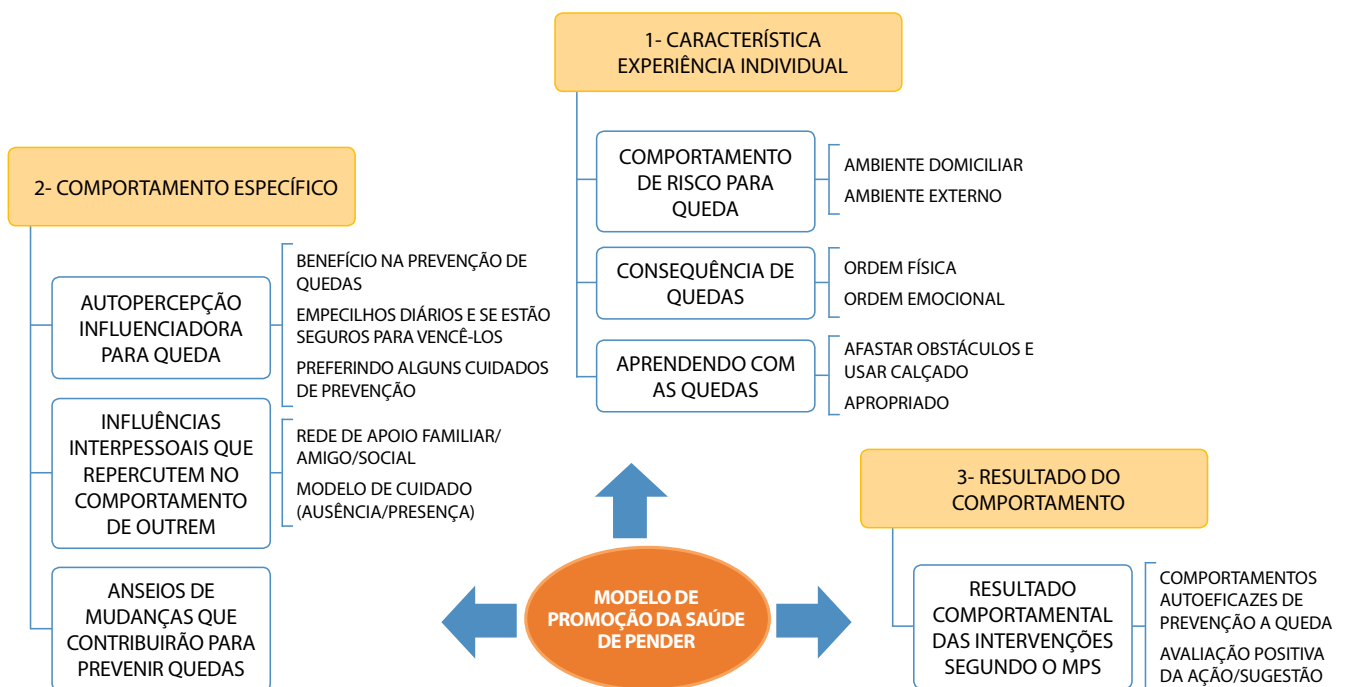 1- CARACTERÍSTICA
EXPERIÊNCIA INDIVIDUAL
COMPORTAMENTO
DE RISCO PARA
QUEDA
AMBIENTE DOMICILIAR
AMBIENTE EXTERNO
CONSEQUÊNCIA DE
QUEDAS
ORDEM FÍSICA
ORDEM EMOCIONAL
APRENDENDO COM
AS QUEDAS
AFASTAR OBSTÁCULOS E
USAR CALÇADO
APROPRIADO
2- COMPORTAMENTO ESPECÍFICO
AUTOPERCEPÇÃO
INFLUENCIADORA
PARA QUEDA
BENEFÍCIO NA PREVENÇÃO DE
QUEDAS
EMPECILHOS DIÁRIOS E SE ESTÃO
SEGUROS PARA VENCÊ-LOS
PREFERINDO ALGUNS CUIDADOS
DE PREVENÇÃO
INFLUÊNCIAS
INTERPESSOAIS QUE
REPERCUTEM NO
COMPORTAMENTO
DE OUTREM
REDE DE APOIO FAMILIAR/
AMIGO/SOCIAL
MODELO DE CUIDADO
(AUSÊNCIA/PRESENÇA)
ANSEIOS DE
MUDANÇAS QUE
CONTRIBUIRÃO PARA
PREVENIR QUEDAS
MODELO DE
PROMOÇÃO DA SAÚDE
DE PENDER
3- RESULTADO DO
COMPORTAMENTO
RESULTADO
COMPORTAMENTAL
DAS INTERVENÇÕES
SEGUNDO O MPS
COMPORTAMENTOS
AUTOEFICAZES DE
PREVENÇÃO A QUEDA
AVALIAÇÃO POSITIVA
DA AÇÃO/SUGESTÃO